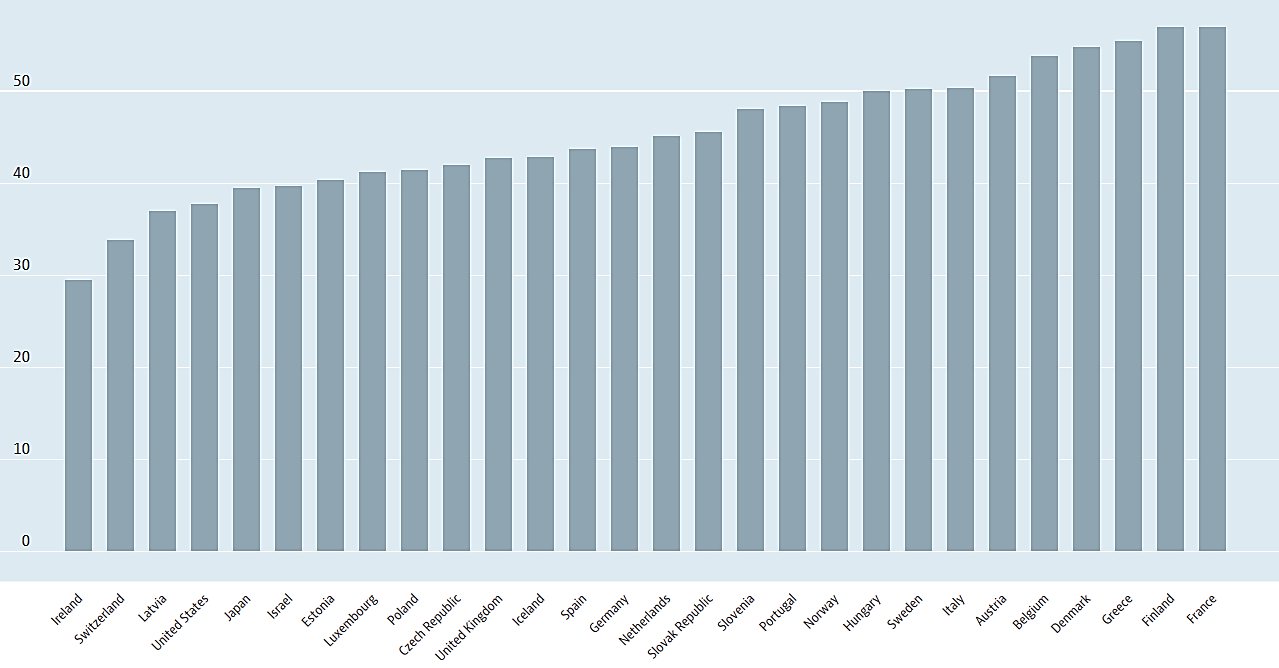 50
40
30
20
10
0
Ireland
Switzerland
Latvia
United States
Japan
Israel
Estonia
Luxembourg
Poland
Czech Republic
United Kingdom
Iceland
Spain
Germany
Netherlands
Slovak Republic
Slovenia
Portugal
Norway
Hungary
Sweden
Italy
Austria
Belgium
Denmark
Greece
Finland
France